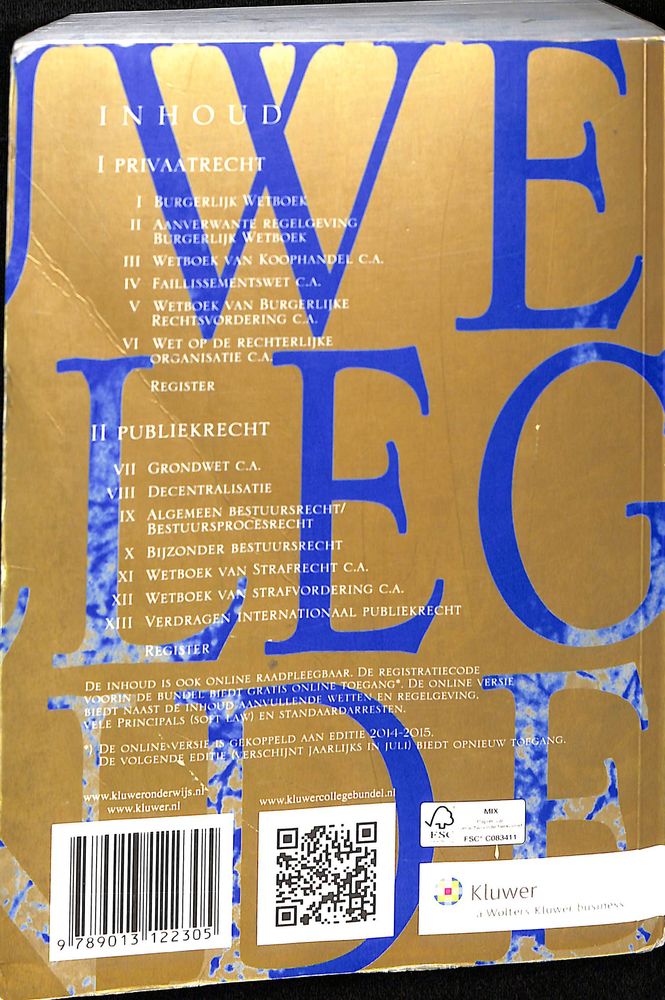 INHOUD
I PRIVAATRECHT
I BURGERLIJK WETBOEK
II AANVERWANTE REGELGEVING
BURGERLIJK WETBOEK
III WETBOEK VAN KOOPHANDEL C.A.
IV FAILLISSEMENTSWET C.A.
V WETBOEK VAN BURGERLIJKE
RECHTSVORDERING C.A.
VI WET OP DE RECHTERLIJKE
ORGANISATIE C.A.
REGISTER
II PUBLIEKRECHT
VII GRONDWET C.A.
VIII DECENTRALISATIE
IX ALGEMEEN BESTUURSRECHT/
BESTUURSPROCESRECHT
X BIJZONDER BESTUURSRECHT
XI WETBOEK VAN STRAFRECHT C.A.
XII WETBOEK VAN STRAFVORDERING C.A.
XIII VERDRAGEN INTERNATIONAAL PUBLIEKRECHT
REGISTER
DE INHOUD IS OOK ONLINE RAADPLEEGBAAR. DE REGISTRATIECODE
VOORIN DE BUNDEL BIEDT GRATIS ONLINE TOEGANG*. DE ONLINE VERSIE
BIEDT NAAST DE INHOUD AANVULLENDE WETTEN EN REGELGEVING,
VELE PRINCIPALS (SOFT LAW) EN STANDAARDARRESTEN.
*) DE ONLINE-VERSIE IS GEKOPPELD AAN EDITIE 2014-2015.
DE VOLGENDE EDITIE (VERSCHIJNT JAARLIJKS IN JULI) BIEDT OPNIEUW TOEGANG.
www.kluweronderwijs.nl
www.kluwer.nl
www.kluwercollegebundel.nl
FSC
MIX
FSC® C083411
9 789013 122305
Kluwer
a Wolters Kluwer business
WE
LEG
DE